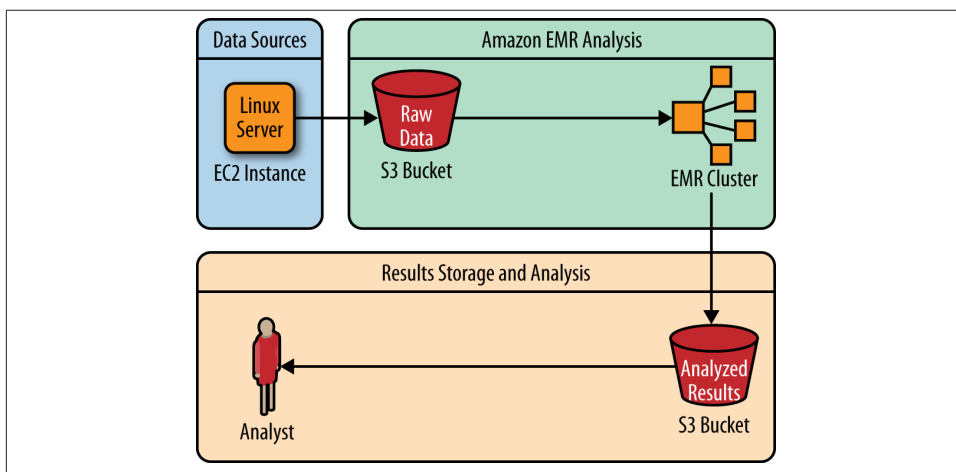 Data Sources
Linux
Server
EC2 Instance
Amazon EMR Analysis
Raw
Data
S3 Bucket
EMR Cluster
Results Storage and Analysis
Analyst
Analyzed
Results
S3 Bucket